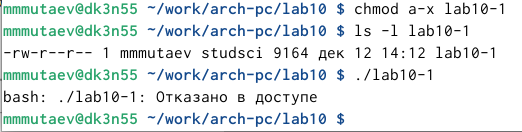 mmmutaev@dk3n55 ~/work/arch-pc/lab10 $ chmod a-x lab10-1
mmmutaev@dk3n55 ~/work/arch-pc/lab10 $ ls -l lab10-1
-rw-r--r-- 1 mmmutaev studsci 9164 дек 12 14:12 lab10-1
mmmutaev@dk3n55 ~/work/arch-pc/lab10 $ ./lab10-1
bash: ./lab10-1: Отказано в доступе
mmmutaev@dk3n55 ~/work/arch-pc/lab10 $